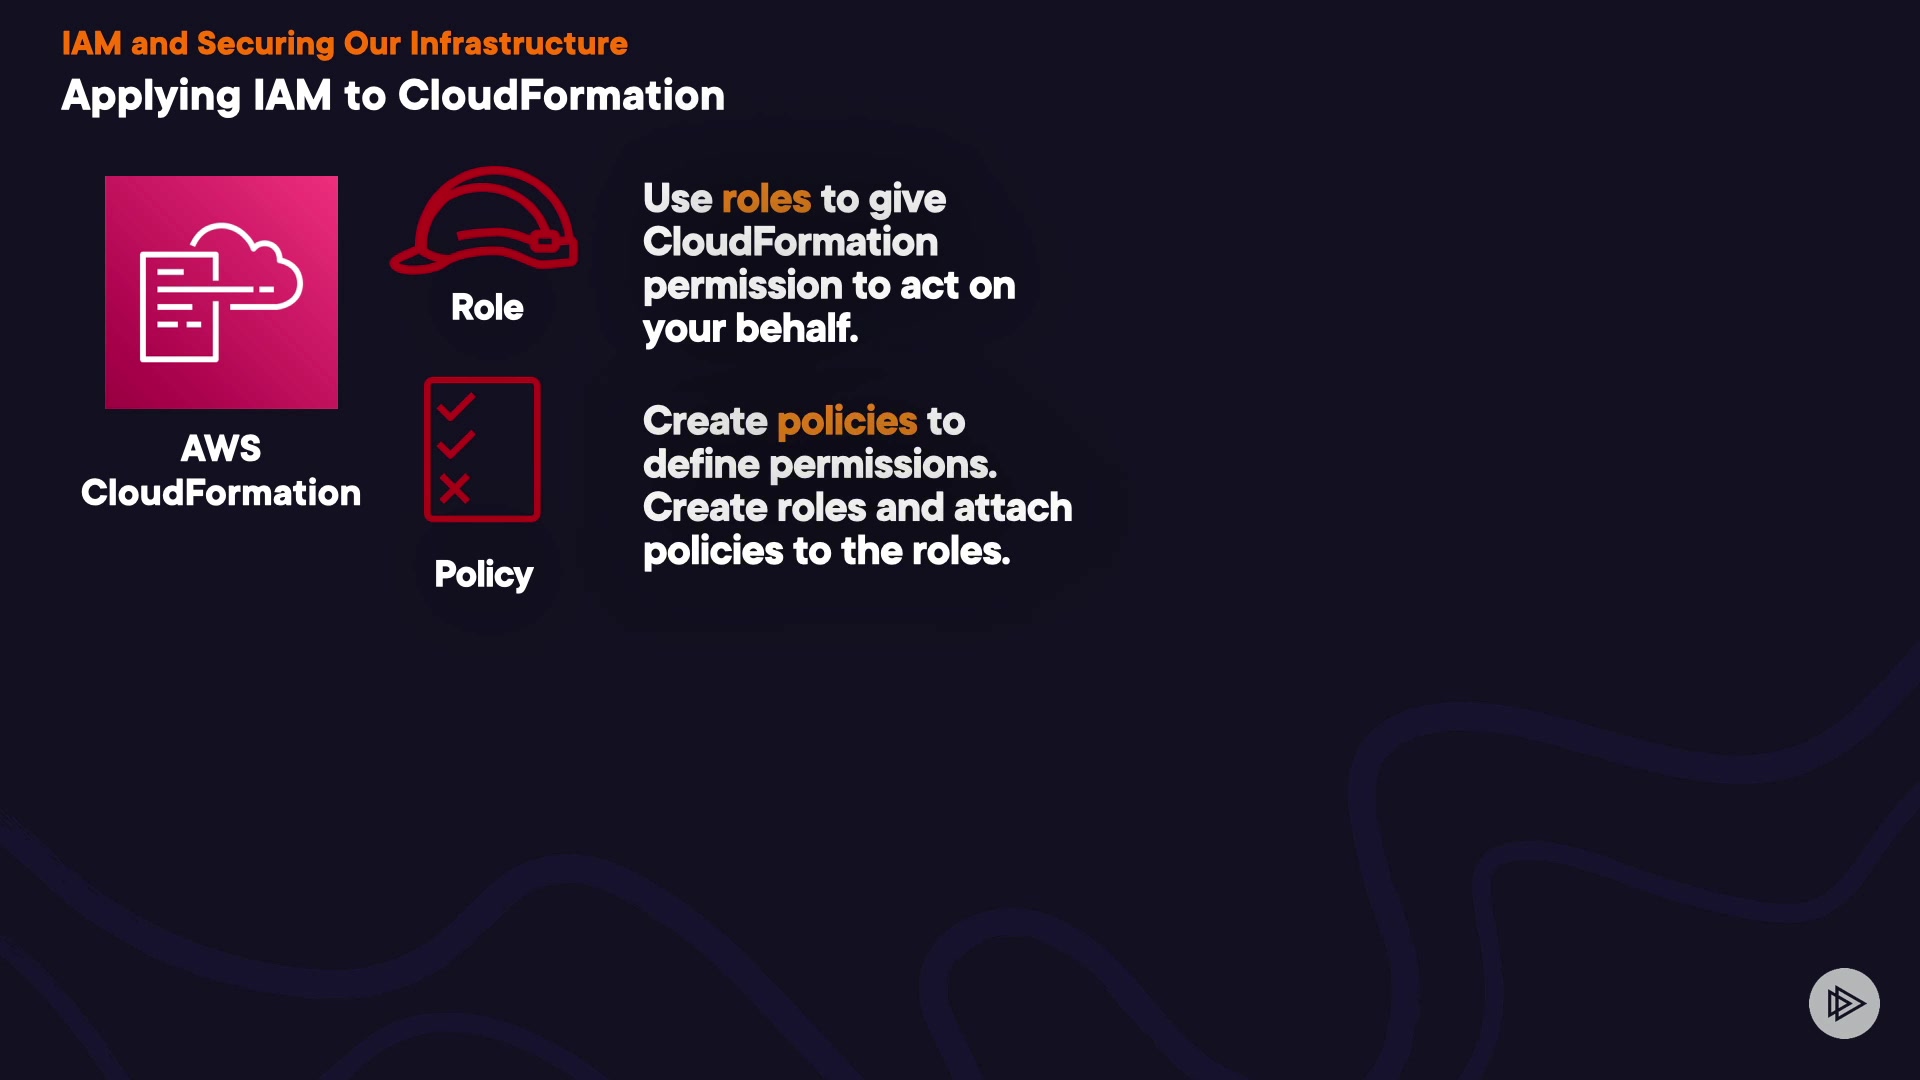 IAM and Securing Our Infrastructure
Applying IAM to CloudFormation
AWS
CloudFormation
Role
Use roles to give
CloudFormation
permission to act on
your behalf.
Policy
Create policies to
define permissions.
Create roles and attach
policies to the roles.